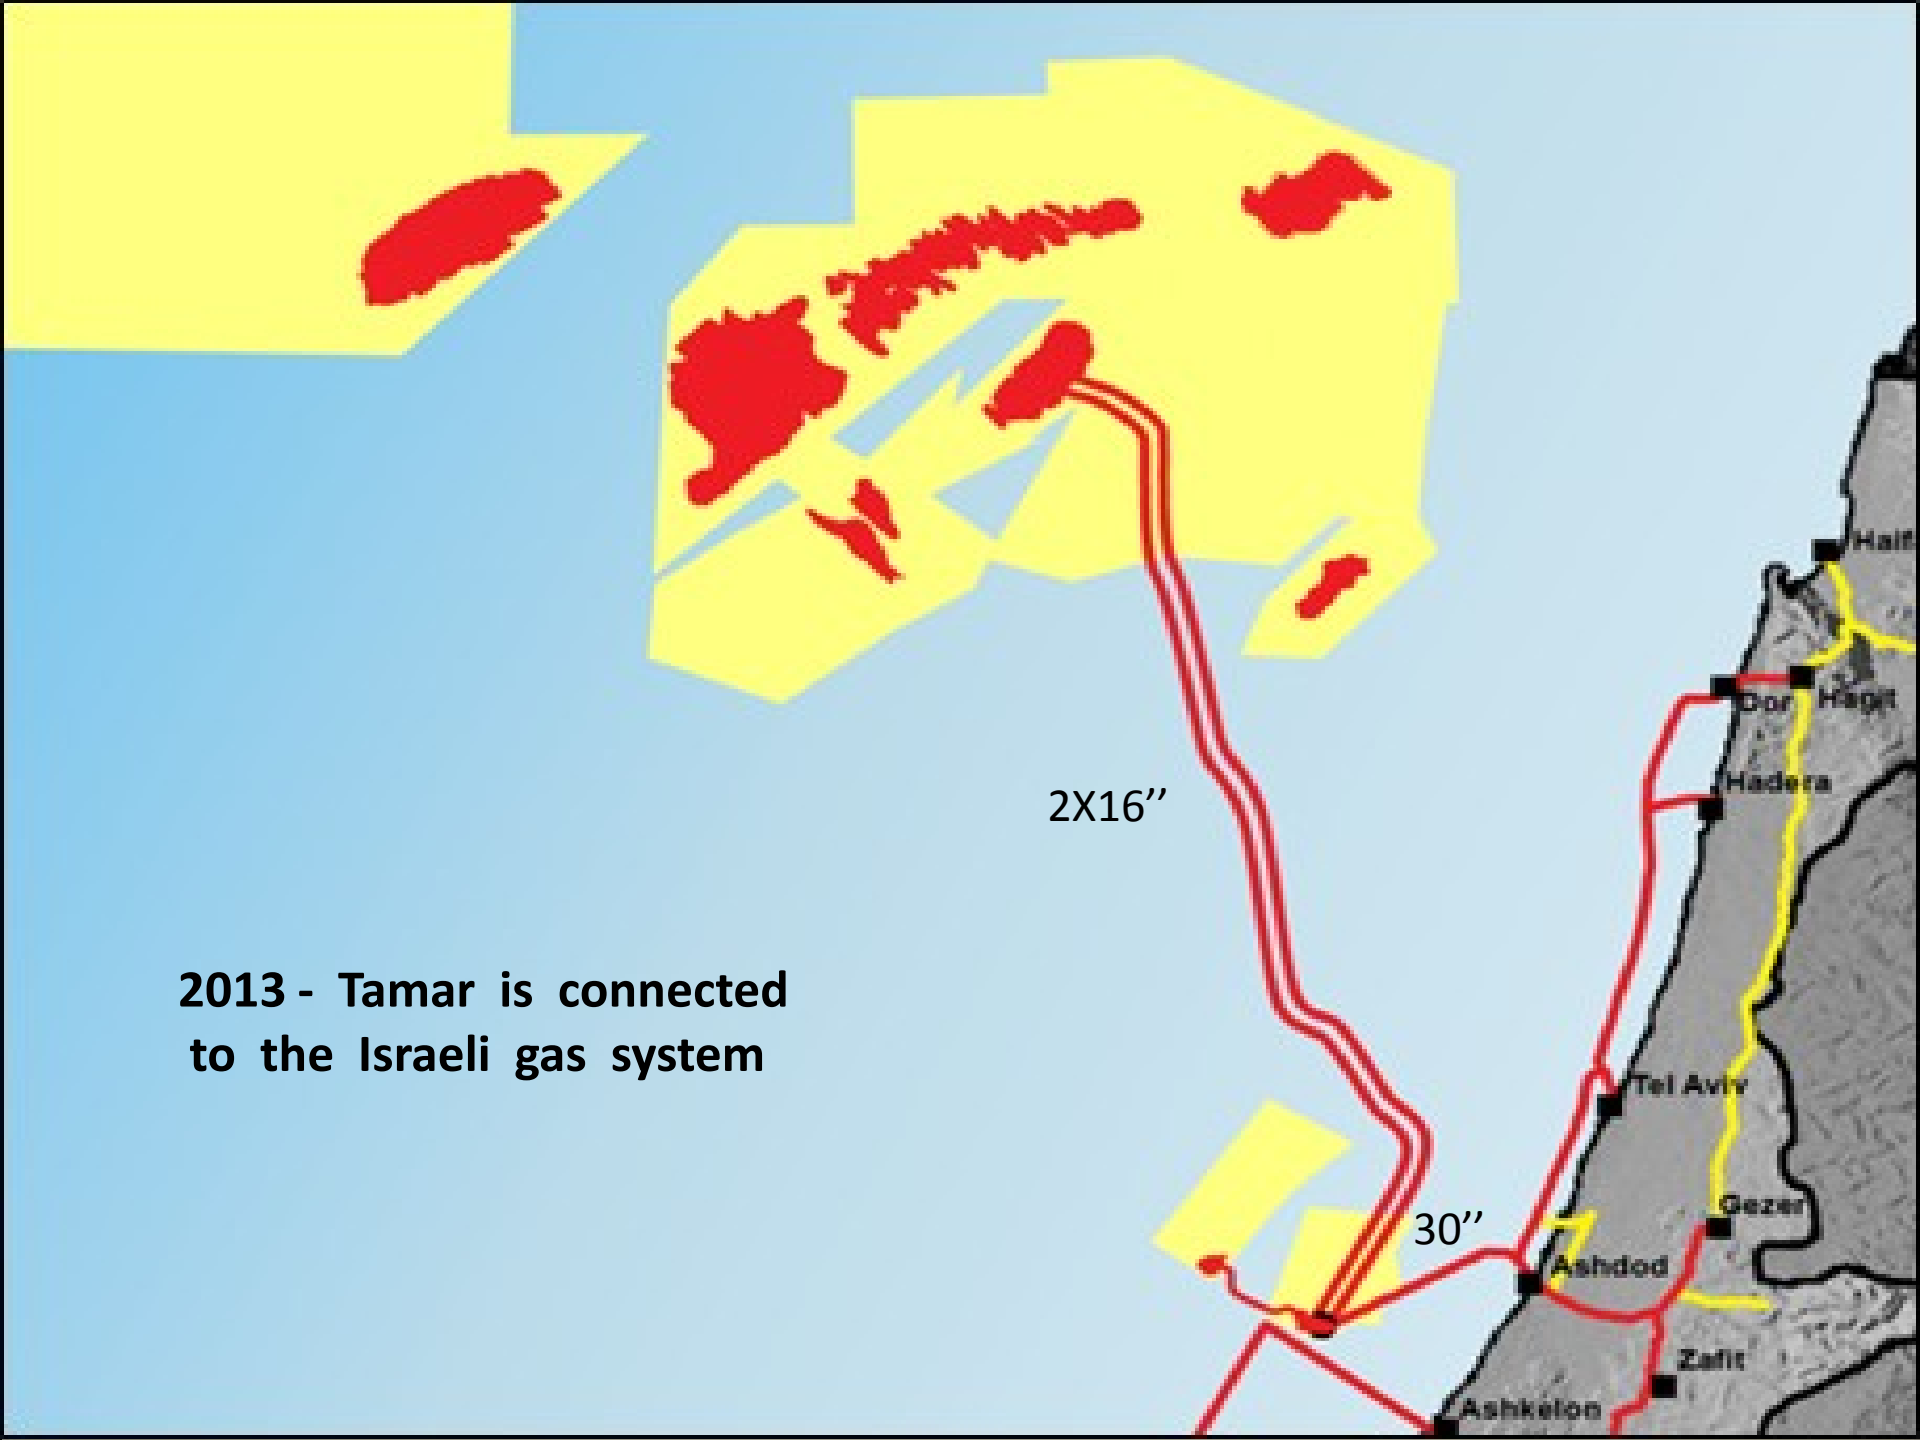 Haif
Dor
Hagit
Hadera
2X16’’
2013 - Tamar is connected
to the Israeli gas system
Tel Aviv
Gezer
30’’
Ashdod
Zafit
Ashkelon